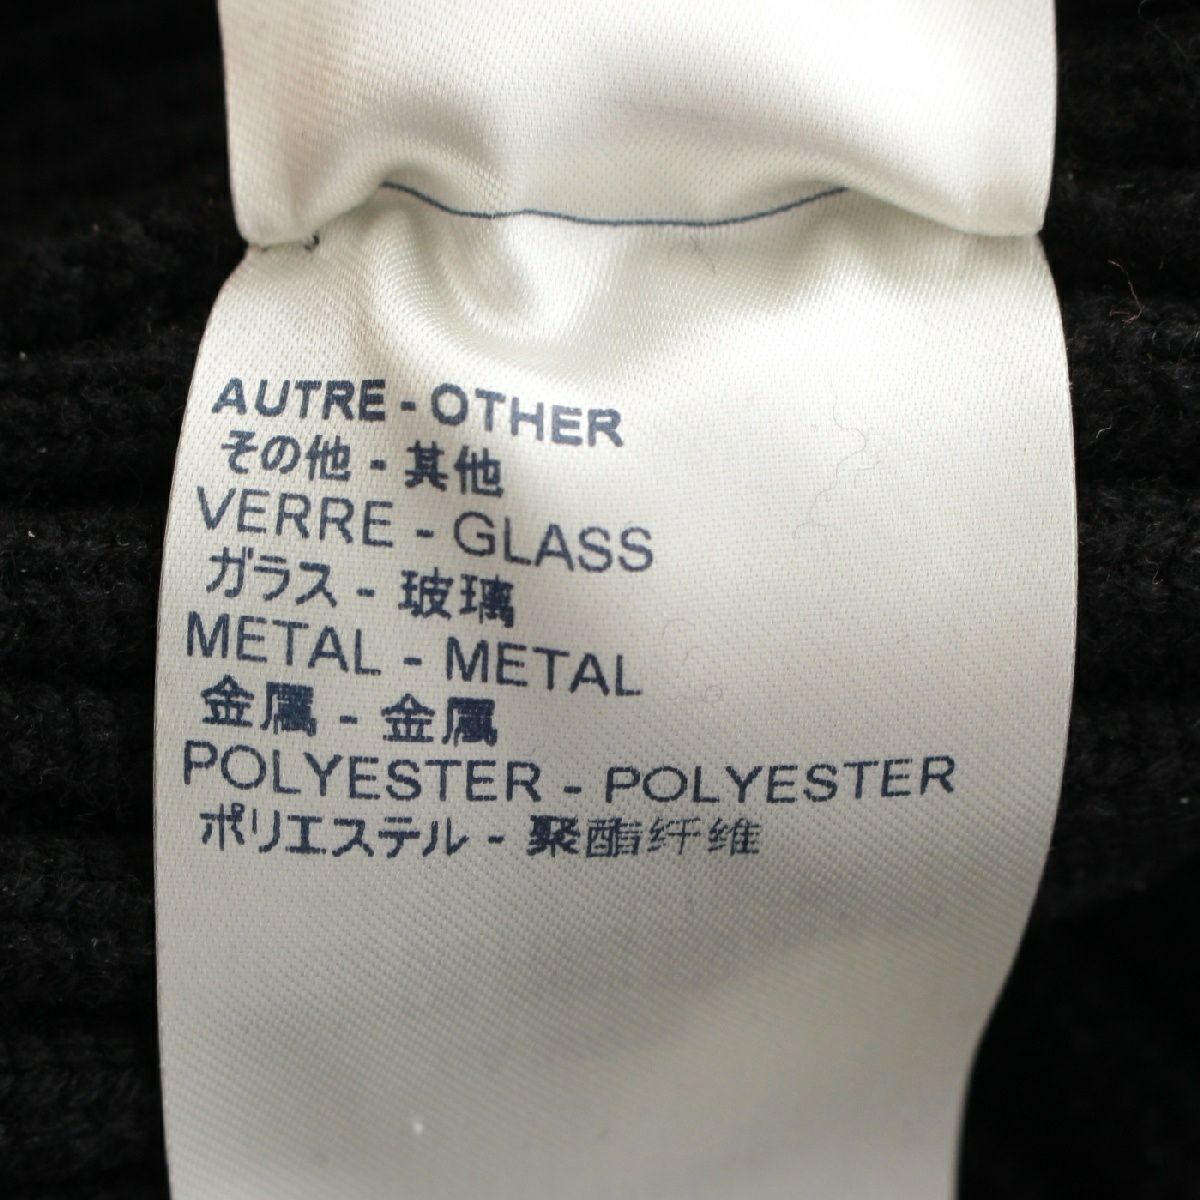 AUTRE - OTHER
その他 - 其他
VERRE - GLASS
ガラス - 玻璃
METAL - METAL
金属 - 金属
POLYESTER - POLYESTER
ポリエステル - 聚酯纤维